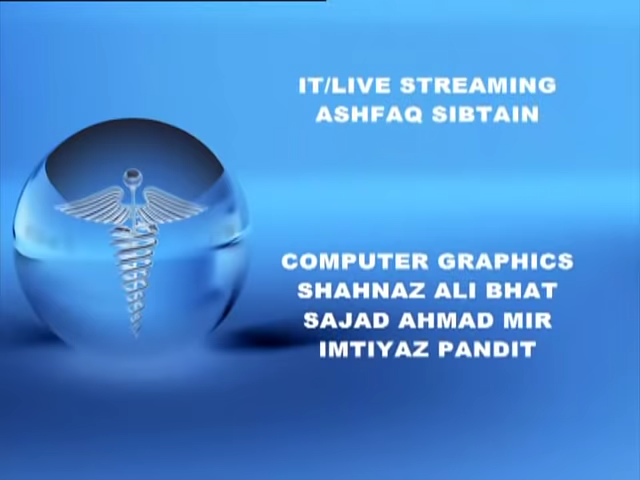 IT/LIVE STREAMING
ASHFAQ SIBTAIN
COMPUTER GRAPHICS
SHAHNAZ ALI BHAT
SAJAD AHMAD MIR
IMTIYAZ PANDIT